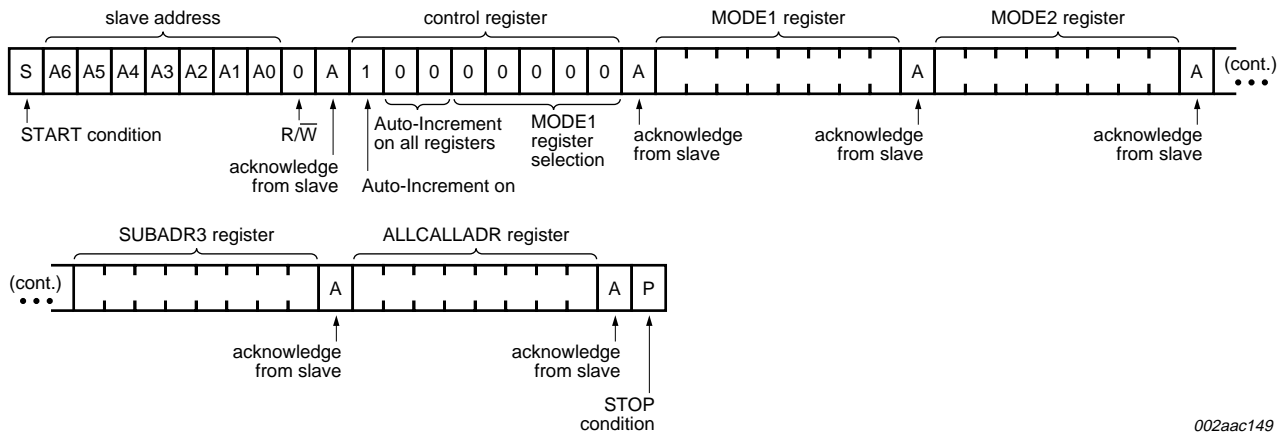 slave address control register MODE1 register MODE2 register
S A6 A5 A4 A3 A2 A1 A0 0 A 1 0 0 0 0 0 0 0 A A A (cont.)
START condition
R/W̅
acknowledge
from slave
Auto-Increment
on all registers
Auto-Increment on
MODE1
register
selection
acknowledge
from slave
acknowledge
from slave
acknowledge
from slave
SUBADR3 register ALLCALLADR register
(cont.) A A P
acknowledge
from slave
acknowledge
from slave
STOP
condition
002aac149